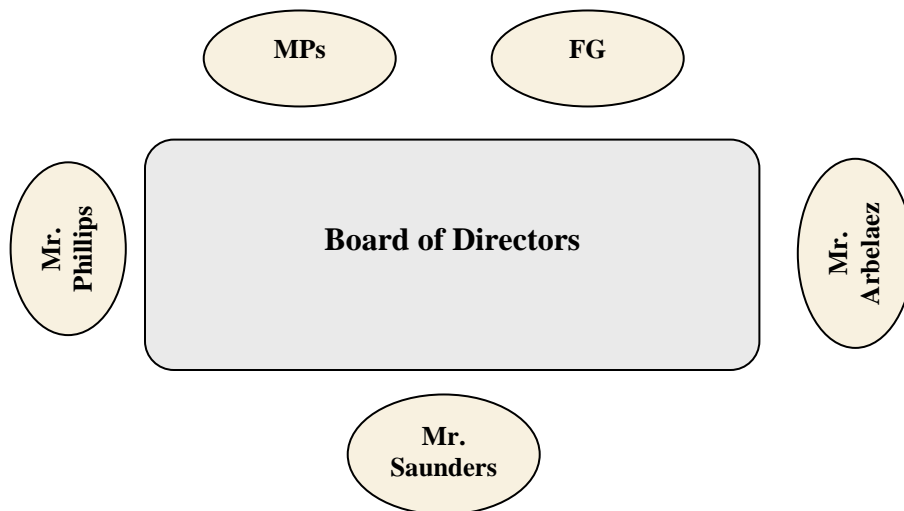 MPs
FG
Mr.
Phillips
Board of Directors
Mr.
Arbelaez
Mr.
Saunders